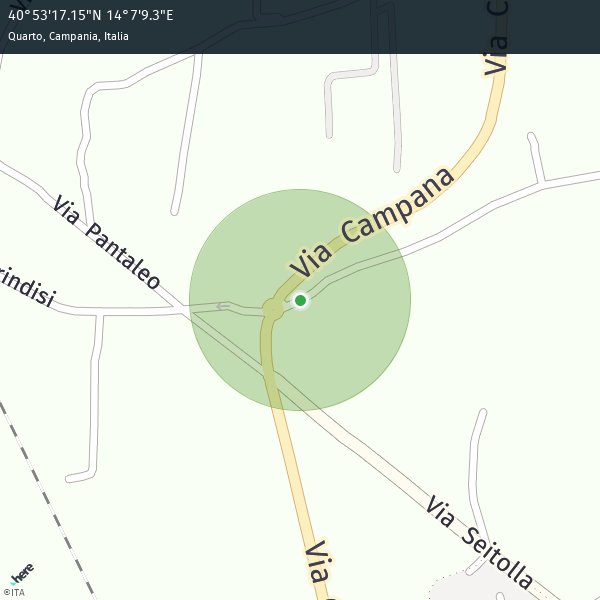 40°53'17.15"N 14°7'9.3"E
Quarto, Campania, Italia
Via Campana
Via Pantaleo
rindisi
Via Seitolla
Via
here
©ITA